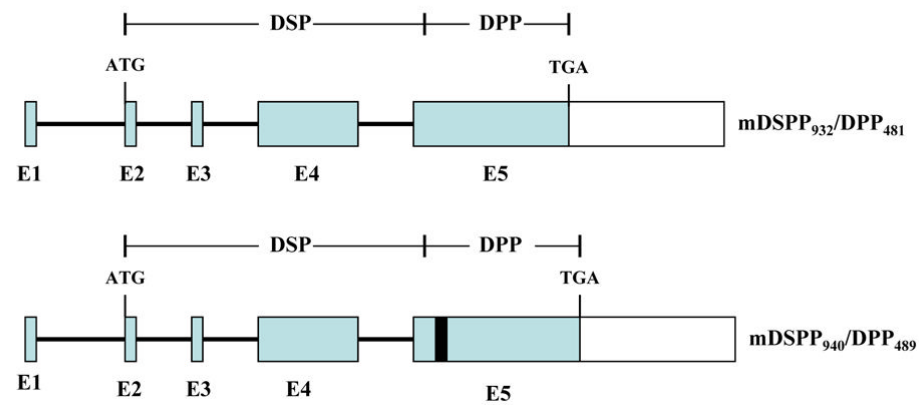 DSP DPP
ATG TGA
mDSPP₉₃₂/DPP₄₈₁
E1 E2 E3 E4 E5
DSP DPP
ATG TGA
mDSPP₉₄₀/DPP₄₈₉
E1 E2 E3 E4 E5